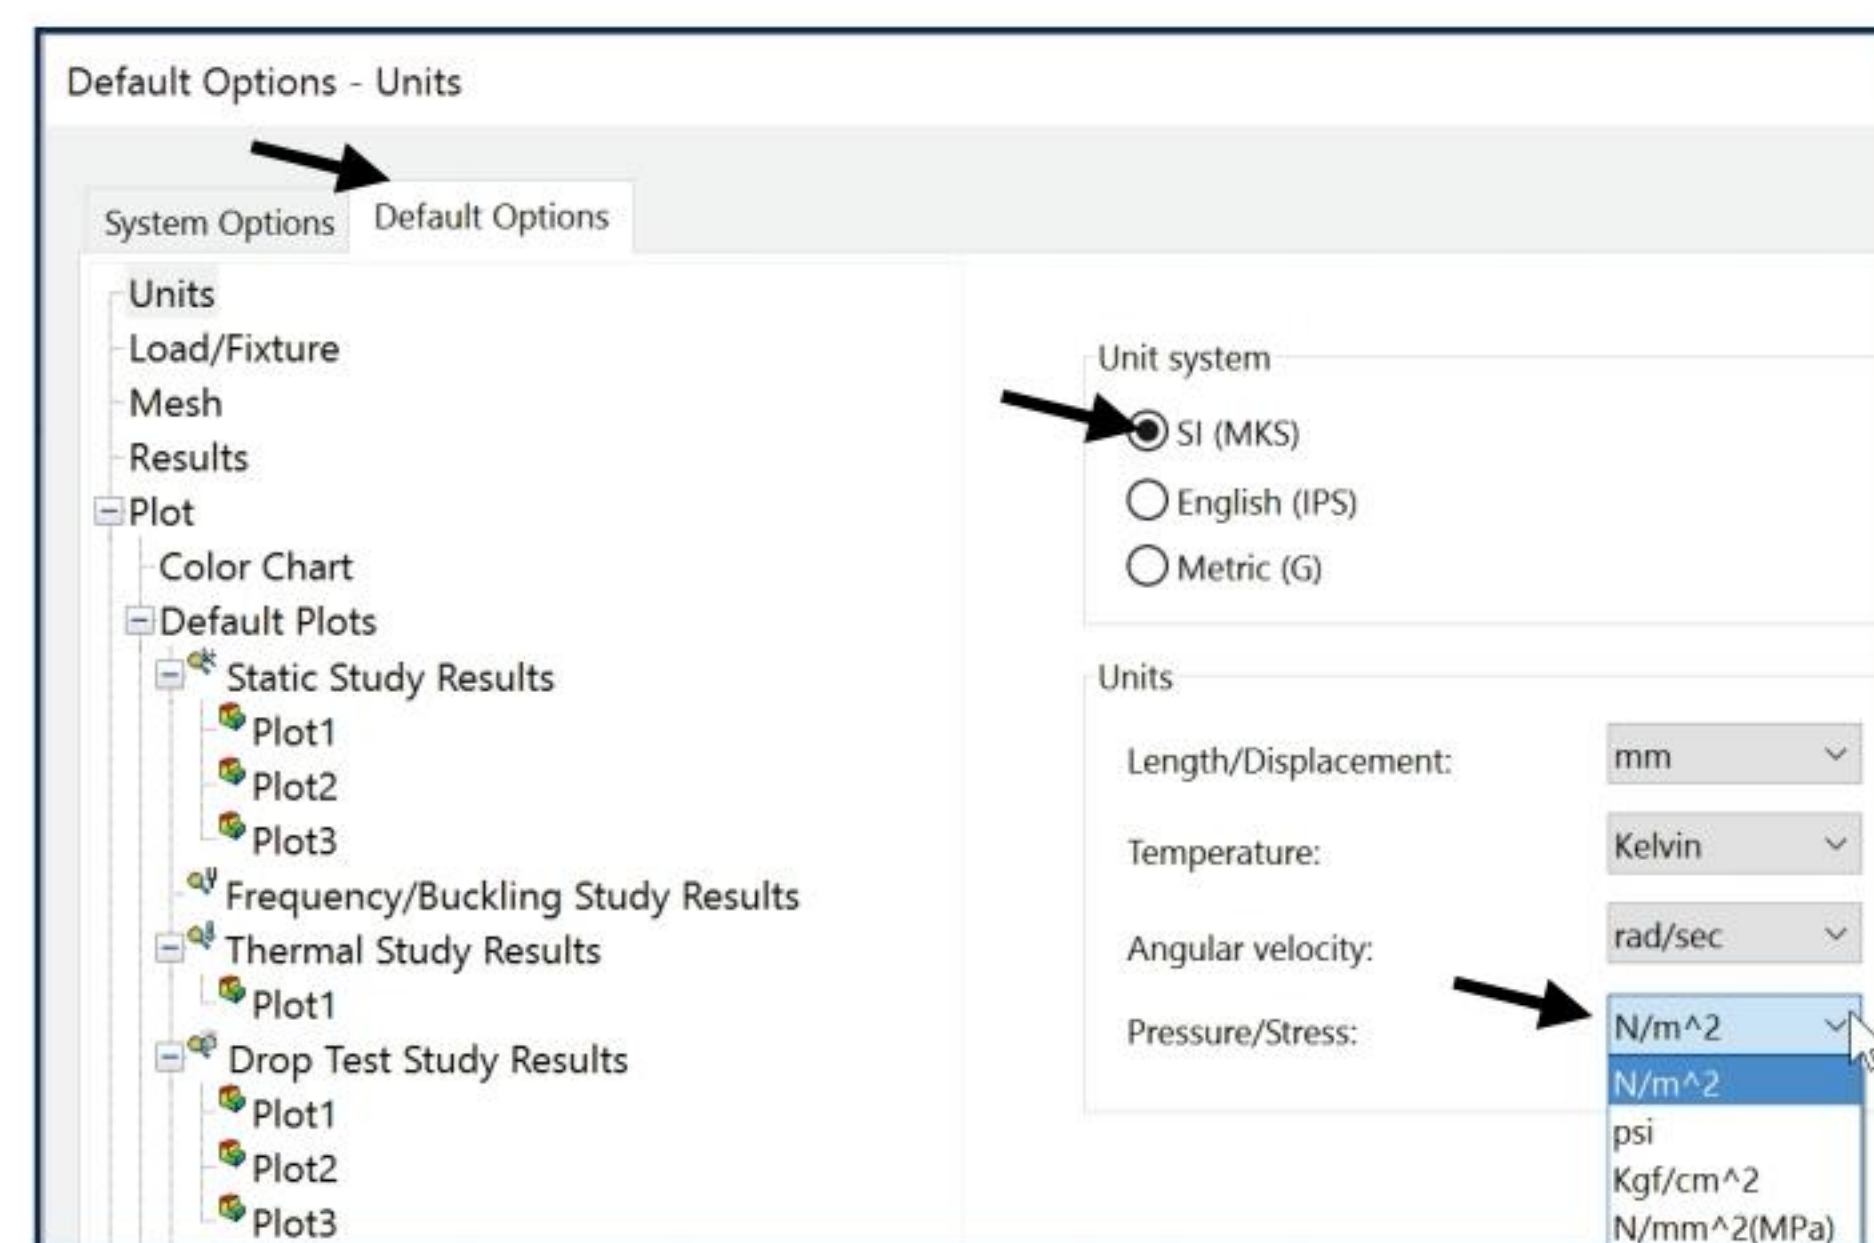 Default Options - Units
System Options
Default Options
Units
Load/Fixture
Mesh
Results
Plot
Color Chart
Default Plots
Static Study Results
Plot1
Plot2
Plot3
Frequency/Buckling Study Results
Thermal Study Results
Plot1
Drop Test Study Results
Plot1
Plot2
Plot3
Unit system
SI (MKS)
English (IPS)
Metric (G)
Units
Length/Displacement: mm
Temperature: Kelvin
Angular velocity: rad/sec
Pressure/Stress: N/m^2
N/m^2
psi
Kgf/cm^2
N/mm^2(MPa)